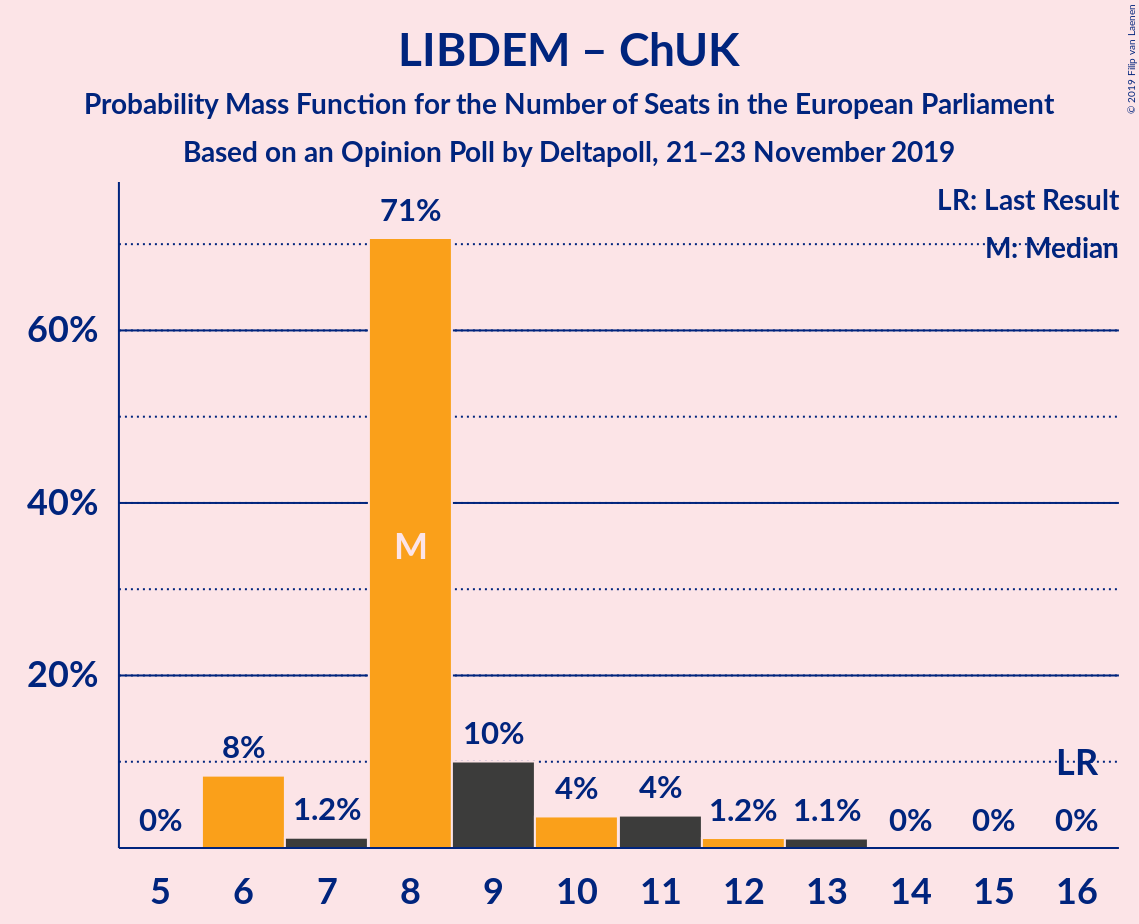 LIBDEM – ChUK
Probability Mass Function for the Number of Seats in the European Parliament
Based on an Opinion Poll by Deltapoll, 21–23 November 2019
© 2019 Filip van Laenen
LR: Last Result
M: Median
60%
40%
20%
0%
8%
1.2%
71%
M
10%
4%
4%
1.2%
1.1%
0%
0%
0%
LR
5 6 7 8 9 10 11 12 13 14 15 16